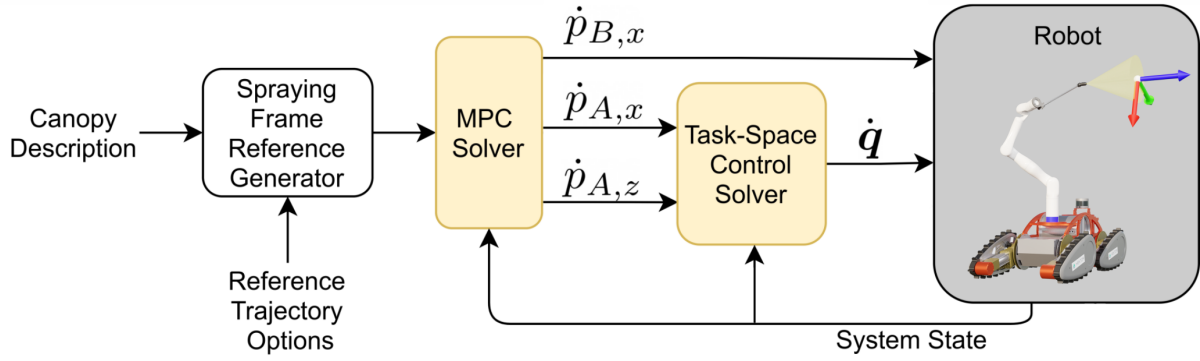 Canopy
Description
Spraying
Frame
Reference
Generator
Reference
Trajectory
Options
MPC
Solver
ṗ_{B,x}
ṗ_{A,x}
ṗ_{A,z}
Task-Space
Control
Solver
q̇
Robot
System State